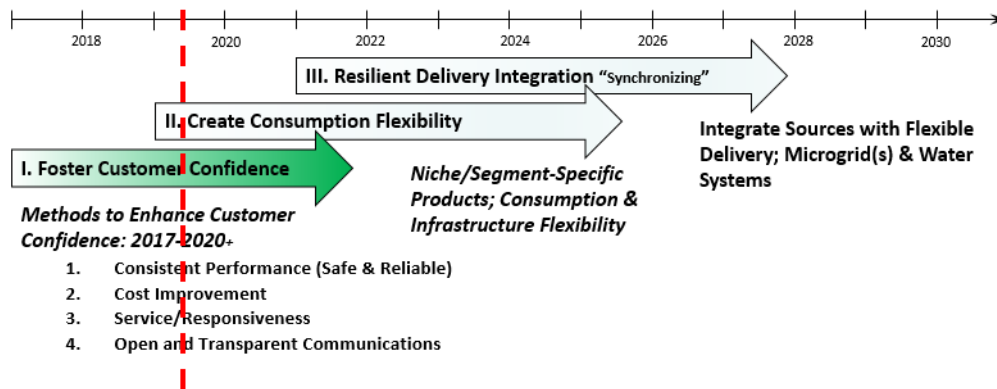 2018 2020 2022 2024 2026 2028 2030
III. Resilient Delivery Integration “Synchronizing”
II. Create Consumption Flexibility
I. Foster Customer Confidence
Integrate Sources with Flexible
Delivery; Microgrid(s) & Water
Systems
Niche/Segment-Specific
Products; Consumption &
Infrastructure Flexibility
Methods to Enhance Customer
Confidence: 2017-2020+
1. Consistent Performance (Safe & Reliable)
2. Cost Improvement
3. Service/Responsiveness
4. Open and Transparent Communications